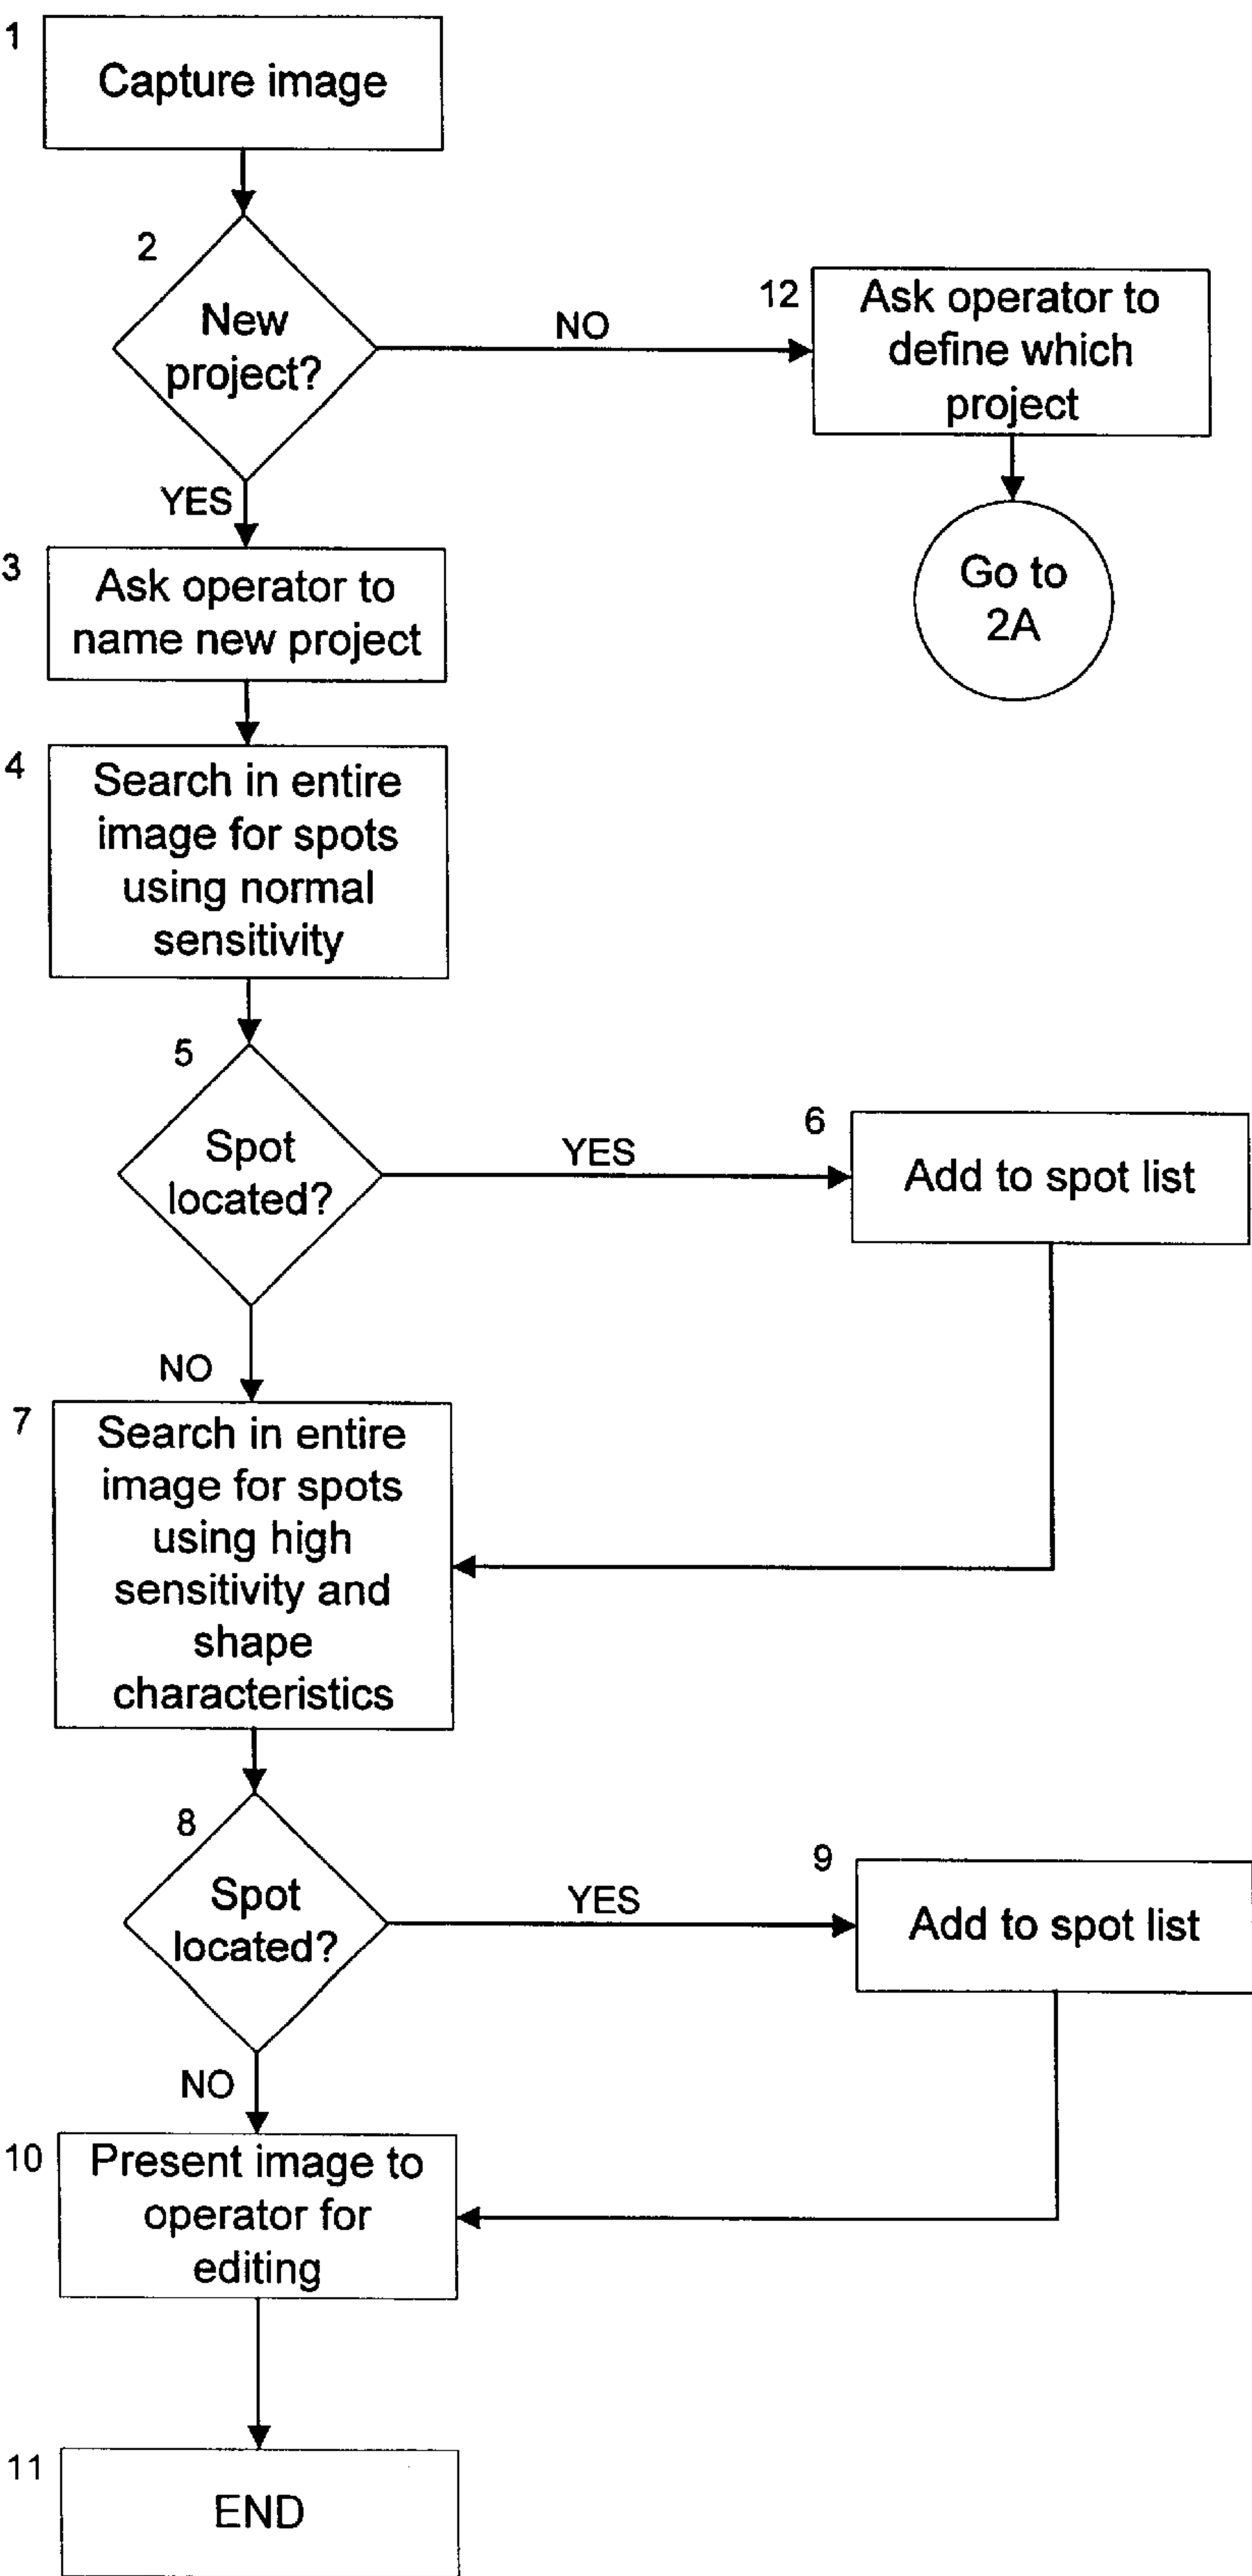 1
Capture image
2
New
project?
NO
12
Ask operator to
define which
project
YES
Go to
2A
3
Ask operator to
name new project
4
Search in entire
image for spots
using normal
sensitivity
5
Spot
located?
YES
6
Add to spot list
NO
7
Search in entire
image for spots
using high
sensitivity and
shape
characteristics
8
Spot
located?
YES
9
Add to spot list
NO
10
Present image to
operator for
editing
11
END